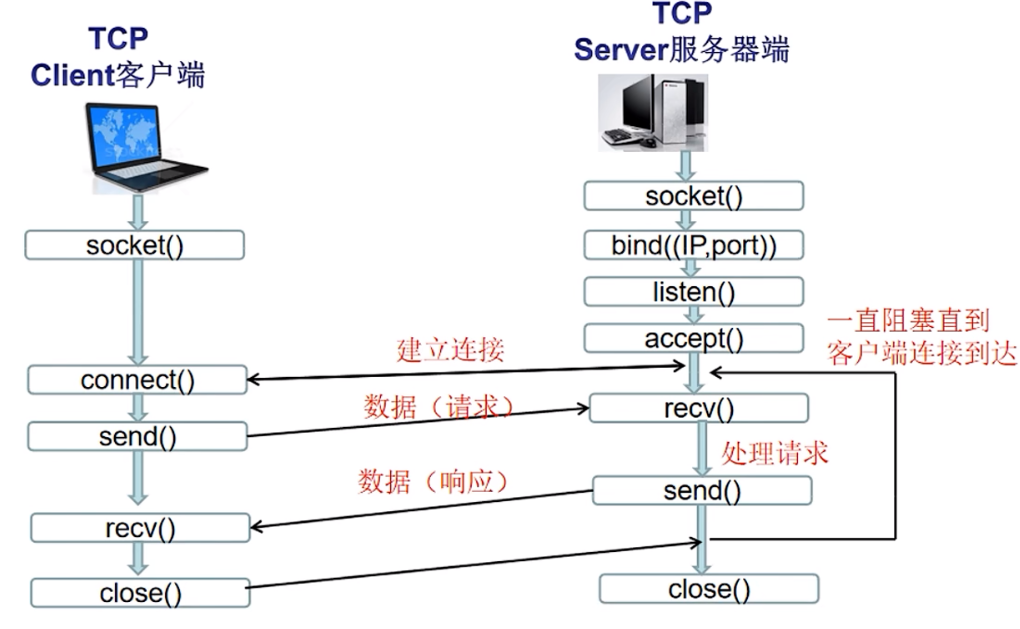 TCP
Client客户端
TCP
Server服务器端
socket()
socket()
bind((IP,port))
listen()
accept()
一直阻塞直到
客户端连接到达
建立连接
connect()
数据（请求）
recv()
send()
处理请求
数据（响应）
send()
recv()
close()
close()